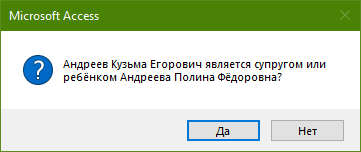 Microsoft Access
Андреев Кузьма Егорович является супругом или
ребёнком Андреева Полина Фёдоровна?
Да
Нет